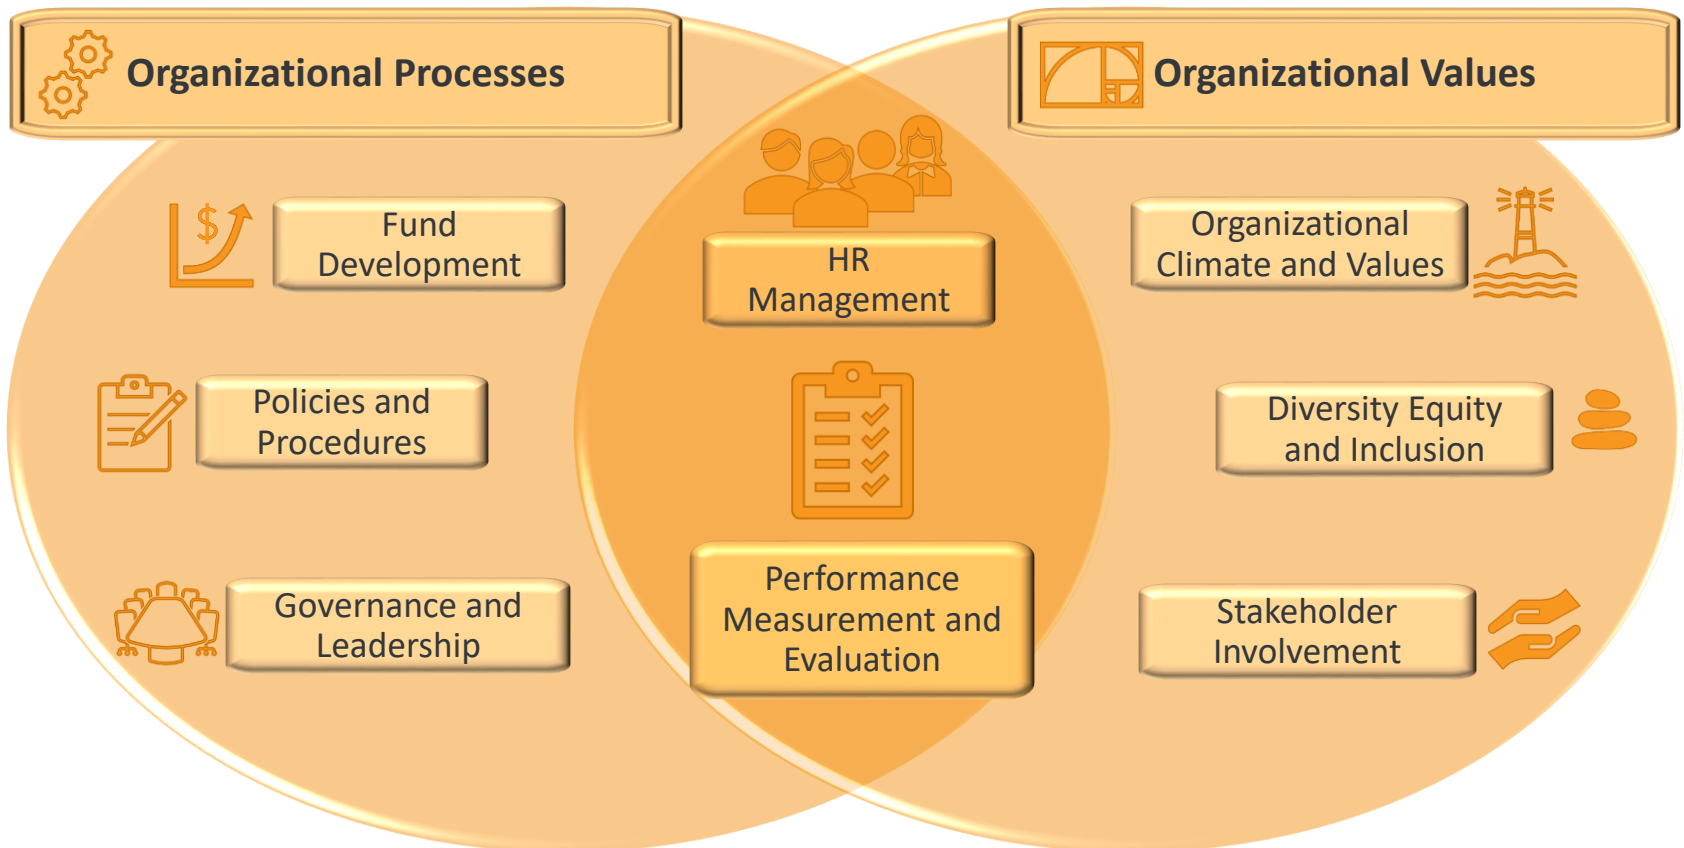 Organizational Processes
Organizational Values
Fund
Development
HR
Management
Organizational
Climate and Values
Policies and
Procedures
Diversity Equity
and Inclusion
Governance and
Leadership
Performance
Measurement and
Evaluation
Stakeholder
Involvement
$